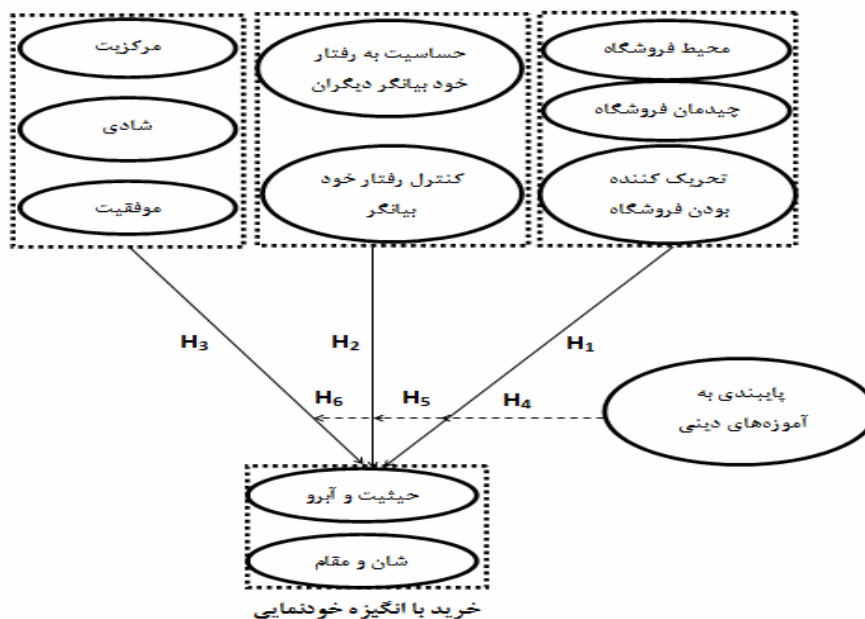 محیط فروشگاه
چیدمان فروشگاه
تحریک کننده
بودن فروشگاه
حساسیت به رفتار
خود بیانگر دیگران
کنترل رفتار خود
بیانگر
مرکزیت
شادی
موفقیت
H1
H2
H3
H4
H5
H6
پایبندی به
آموزه‌های دینی
حیثیت و آبرو
شان و مقام
خرید با انگیزه خودنمایی